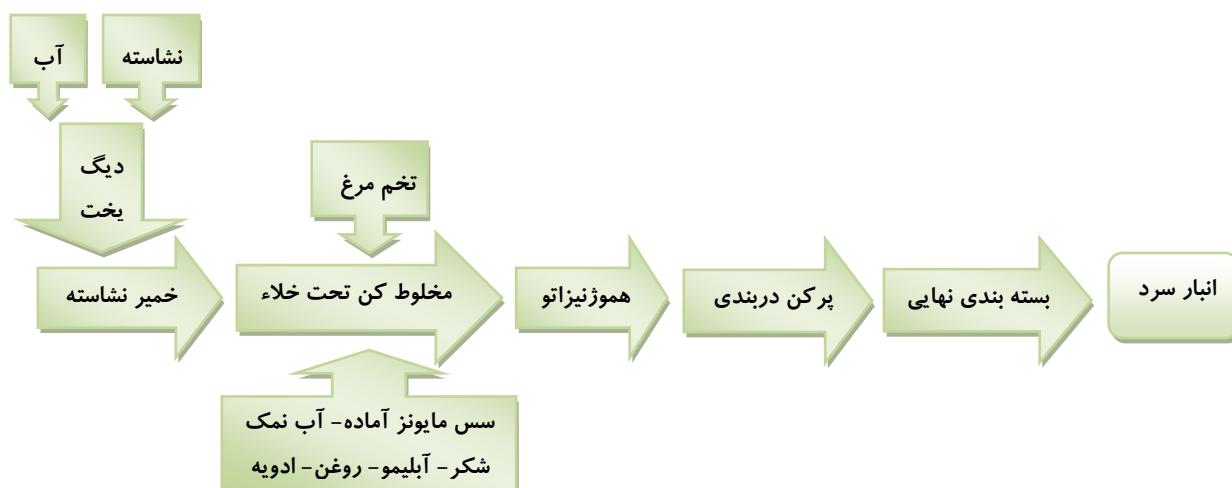 آب
نشاسته
دیگ
پخت
تخم مرغ
خمیر نشاسته
مخلوط کن تحت خلاء
هموژنیزاتو
پرکن دربندی
بسته بندی نهایی
انبار سرد
سس مایونز آماده- آب نمک
شکر- آبلیمو- روغن- ادویه